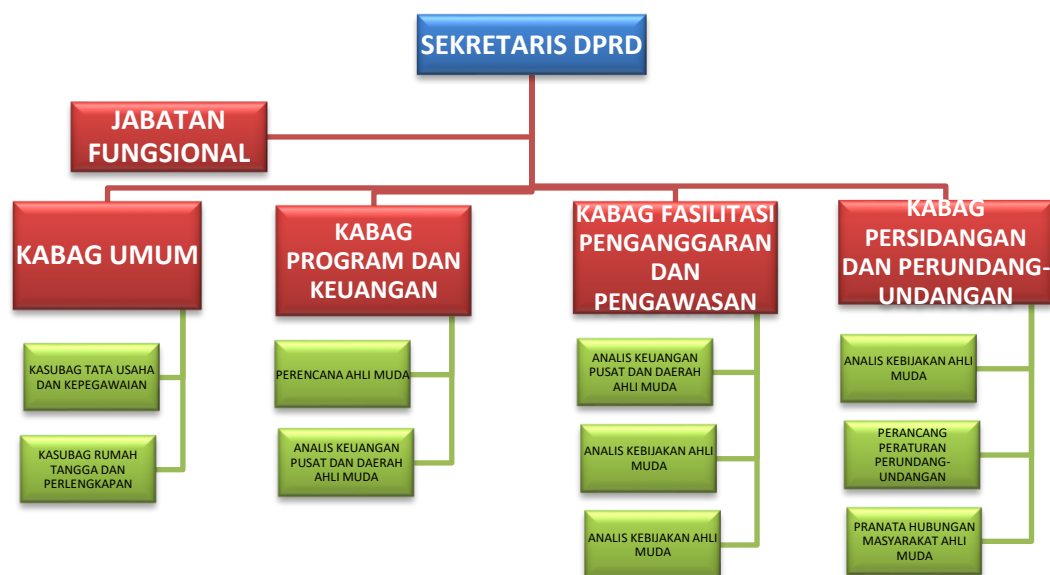 SEKRETARIS DPRD
JABATAN
FUNGSIONAL
KABAG UMUM
KASUBAG TATA USAHA
DAN KEPEGAWAIAN
KASUBAG RUMAH
TANGGA DAN
PERLENGKAPAN
KABAG
PROGRAM DAN
KEUANGAN
PERENCANA AHLI MUDA
ANALIS KEUANGAN
PUSAT DAN DAERAH
AHLI MUDA
KABAG FASILITASI
PENGANGGARAN
DAN
PENGAWASAN
ANALIS KEUANGAN
PUSAT DAN DAERAH
AHLI MUDA
ANALIS KEBIJAKAN AHLI
MUDA
ANALIS KEBIJAKAN AHLI
MUDA
KABAG
PERSIDANGAN
DAN PERUNDANG-
UNDANGAN
ANALIS KEBIJAKAN AHLI
MUDA
PERANCANG
PERATURAN
PERUNDANG-
UNDANGAN
PRANATA HUBUNGAN
MASYARAKAT AHLI
MUDA